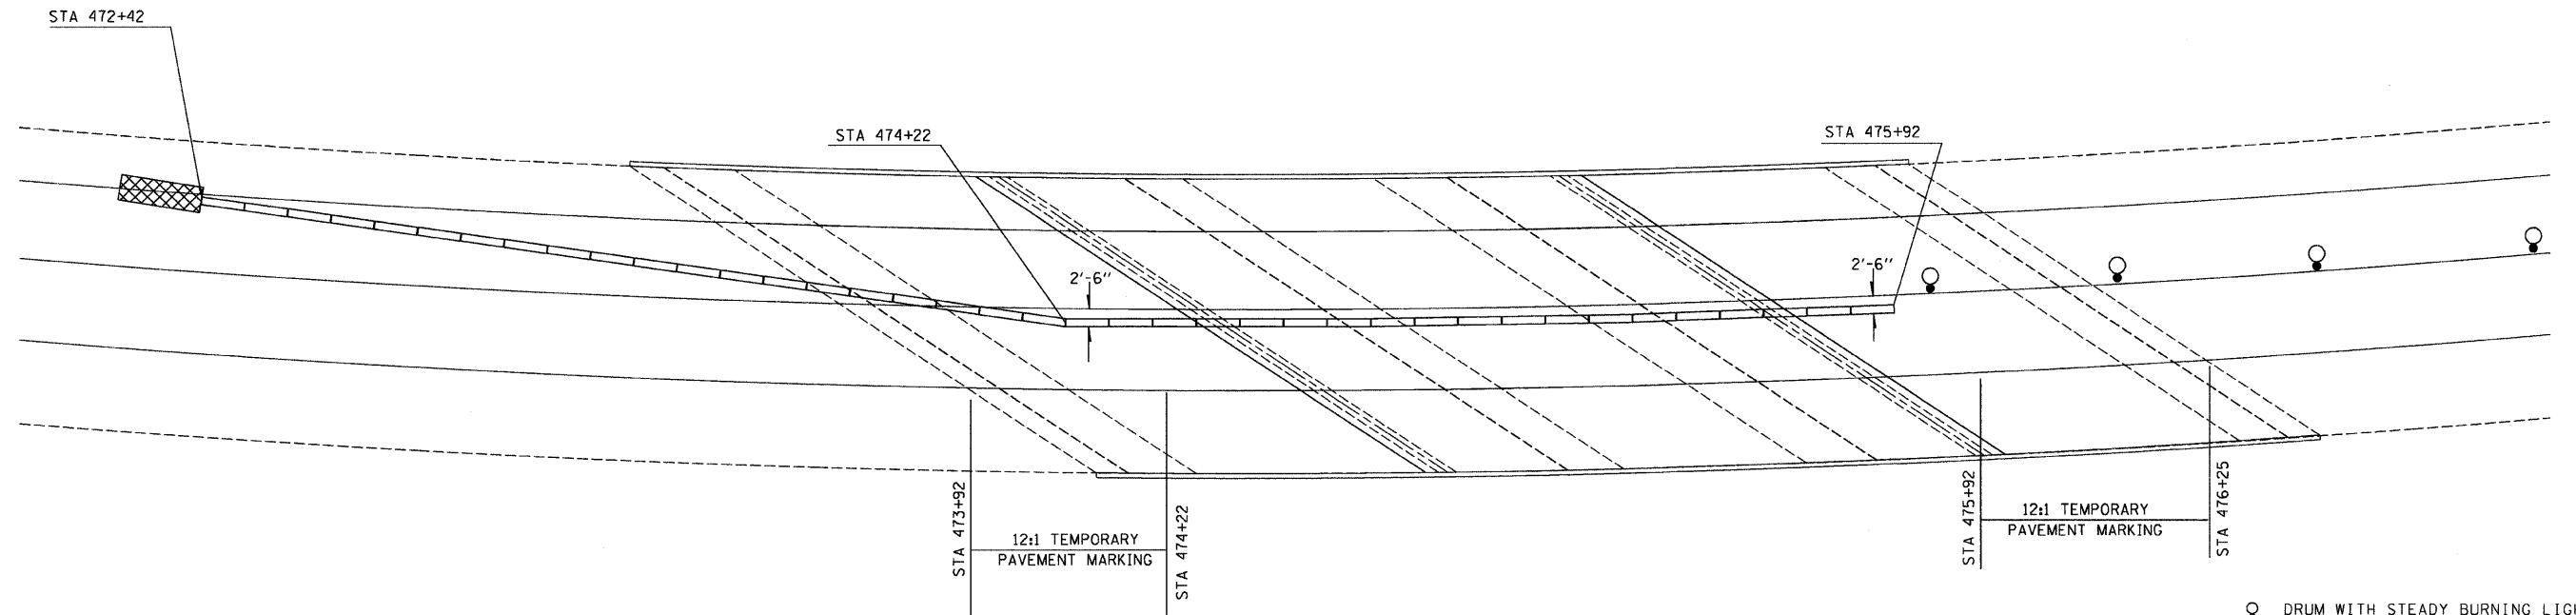 STA 472+42
STA 474+22
STA 475+92
2'-6"
2'-6"
STA 473+92
12:1 TEMPORARY
PAVEMENT MARKING
STA 474+22
STA 475+92
12:1 TEMPORARY
PAVEMENT MARKING
STA 476+25
DRUM WITH STEADY BURNING